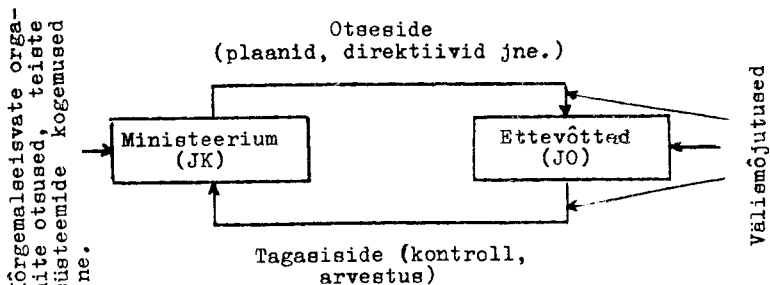 kõrgemalseisvate orga-
nite otsused, teiste
süsteemide kogemused
jne.
Otseside
(plaanid, direktiivid jne.)
Ministeerium
(JK)
Ettevõtted
(JO)
Välismõjutused
Tagasiside (kontroll,
arvestus)